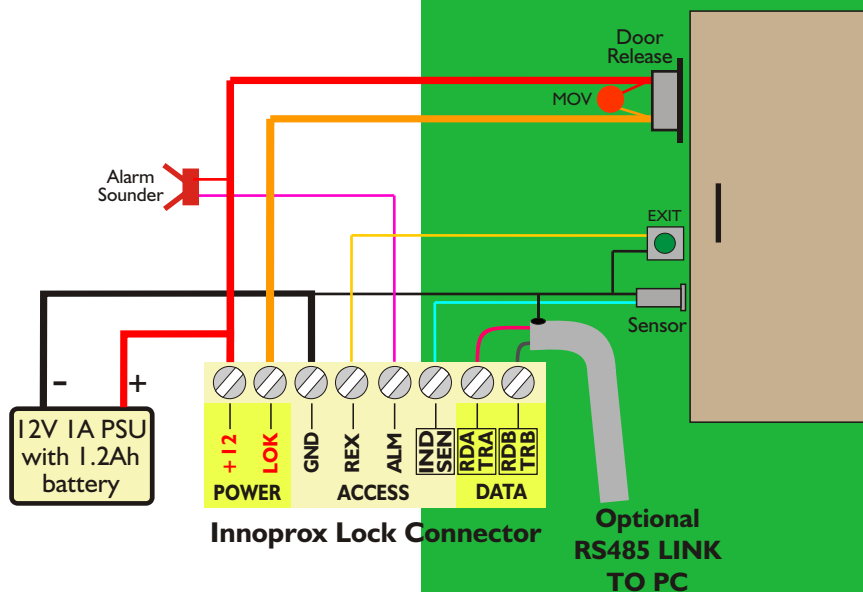 Door
Release
MOV
Alarm
Sounder
EXIT
Sensor
- +
12V 1A PSU
with 1.2Ah
battery
+12
LOK
GND
REX
ALM
IND
SEN
RDA
TRA
RDB
TRB
POWER
ACCESS
DATA
Innoprox Lock Connector
Optional
RS485 LINK
TO PC